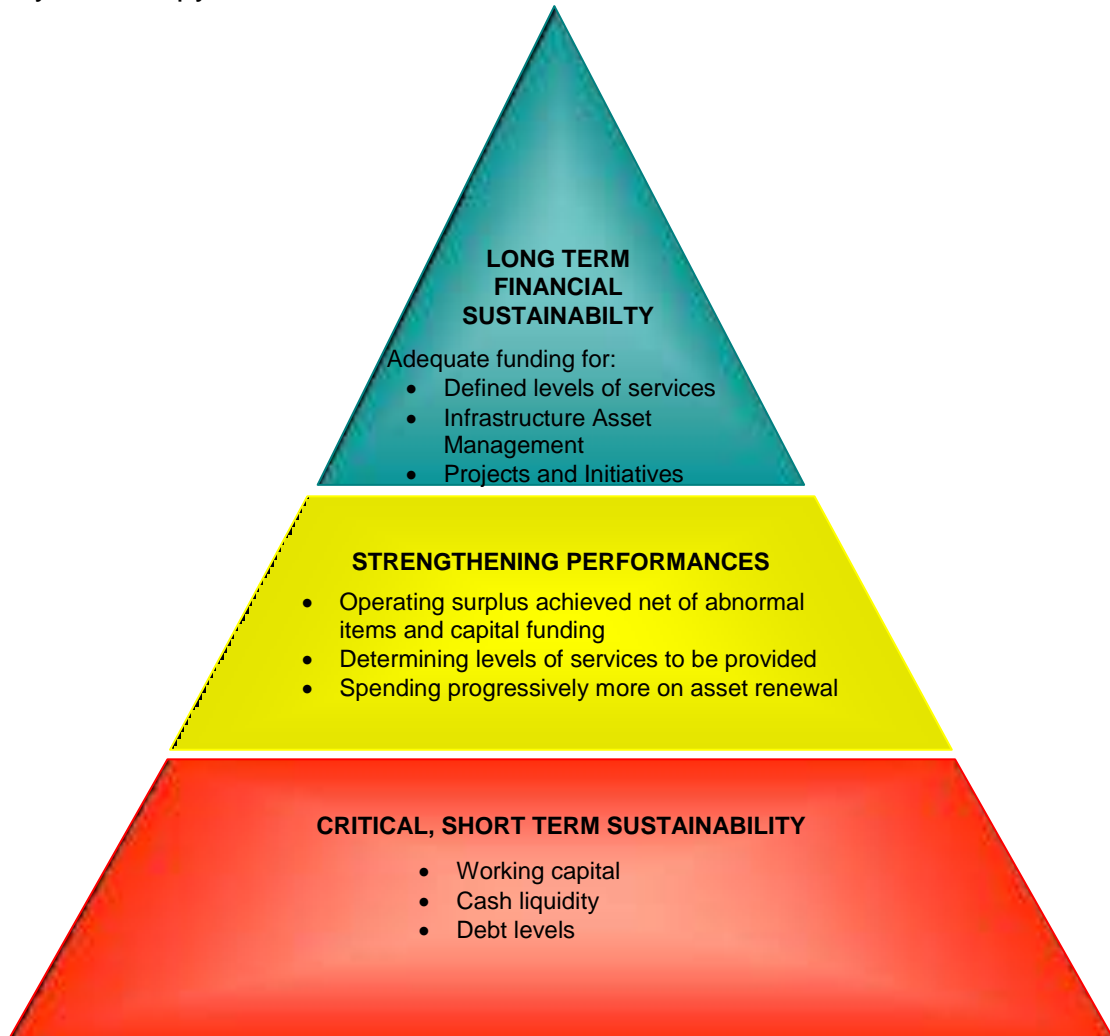 LONG TERM
FINANCIAL
SUSTAINABILTY
Adequate funding for:
• Defined levels of services
• Infrastructure Asset
Management
• Projects and Initiatives
STRENGTHENING PERFORMANCES
• Operating surplus achieved net of abnormal
items and capital funding
• Determining levels of services to be provided
• Spending progressively more on asset renewal
CRITICAL, SHORT TERM SUSTAINABILITY
• Working capital
• Cash liquidity
• Debt levels